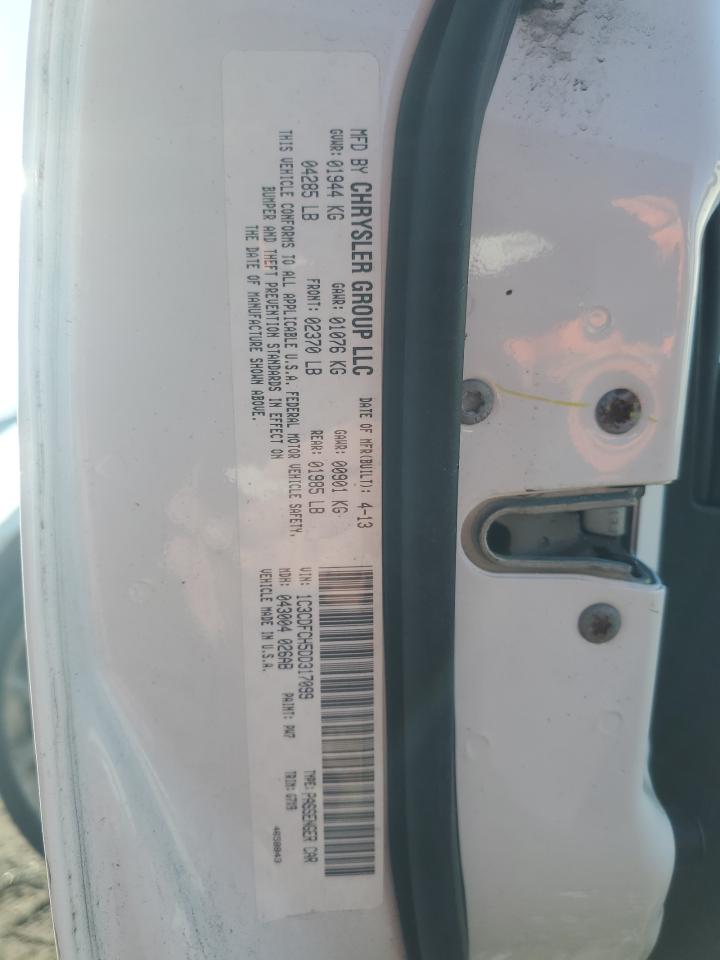 MFD BY CHRYSLER GROUP LLC DATE OF MFR(BUILT): 4-13
GVWR: 01944 KG GAWR: 01076 KG GAWR: 00901 KG
04285 LB FRONT: 02370 LB REAR: 01985 LB
THIS VEHICLE CONFORMS TO ALL APPLICABLE U.S.A. FEDERAL MOTOR VEHICLE SAFETY,
BUMPER AND THEFT PREVENTION STANDARDS IN EFFECT ON
THE DATE OF MANUFACTURE SHOWN ABOVE.
VIN: 1C3CDFCH5DD317099 TYPE: PASSENGER CAR
MDH: 043004 026AB PAINT: PW7 TRIM:
VEHICLE MADE IN U.S.A. 4650843